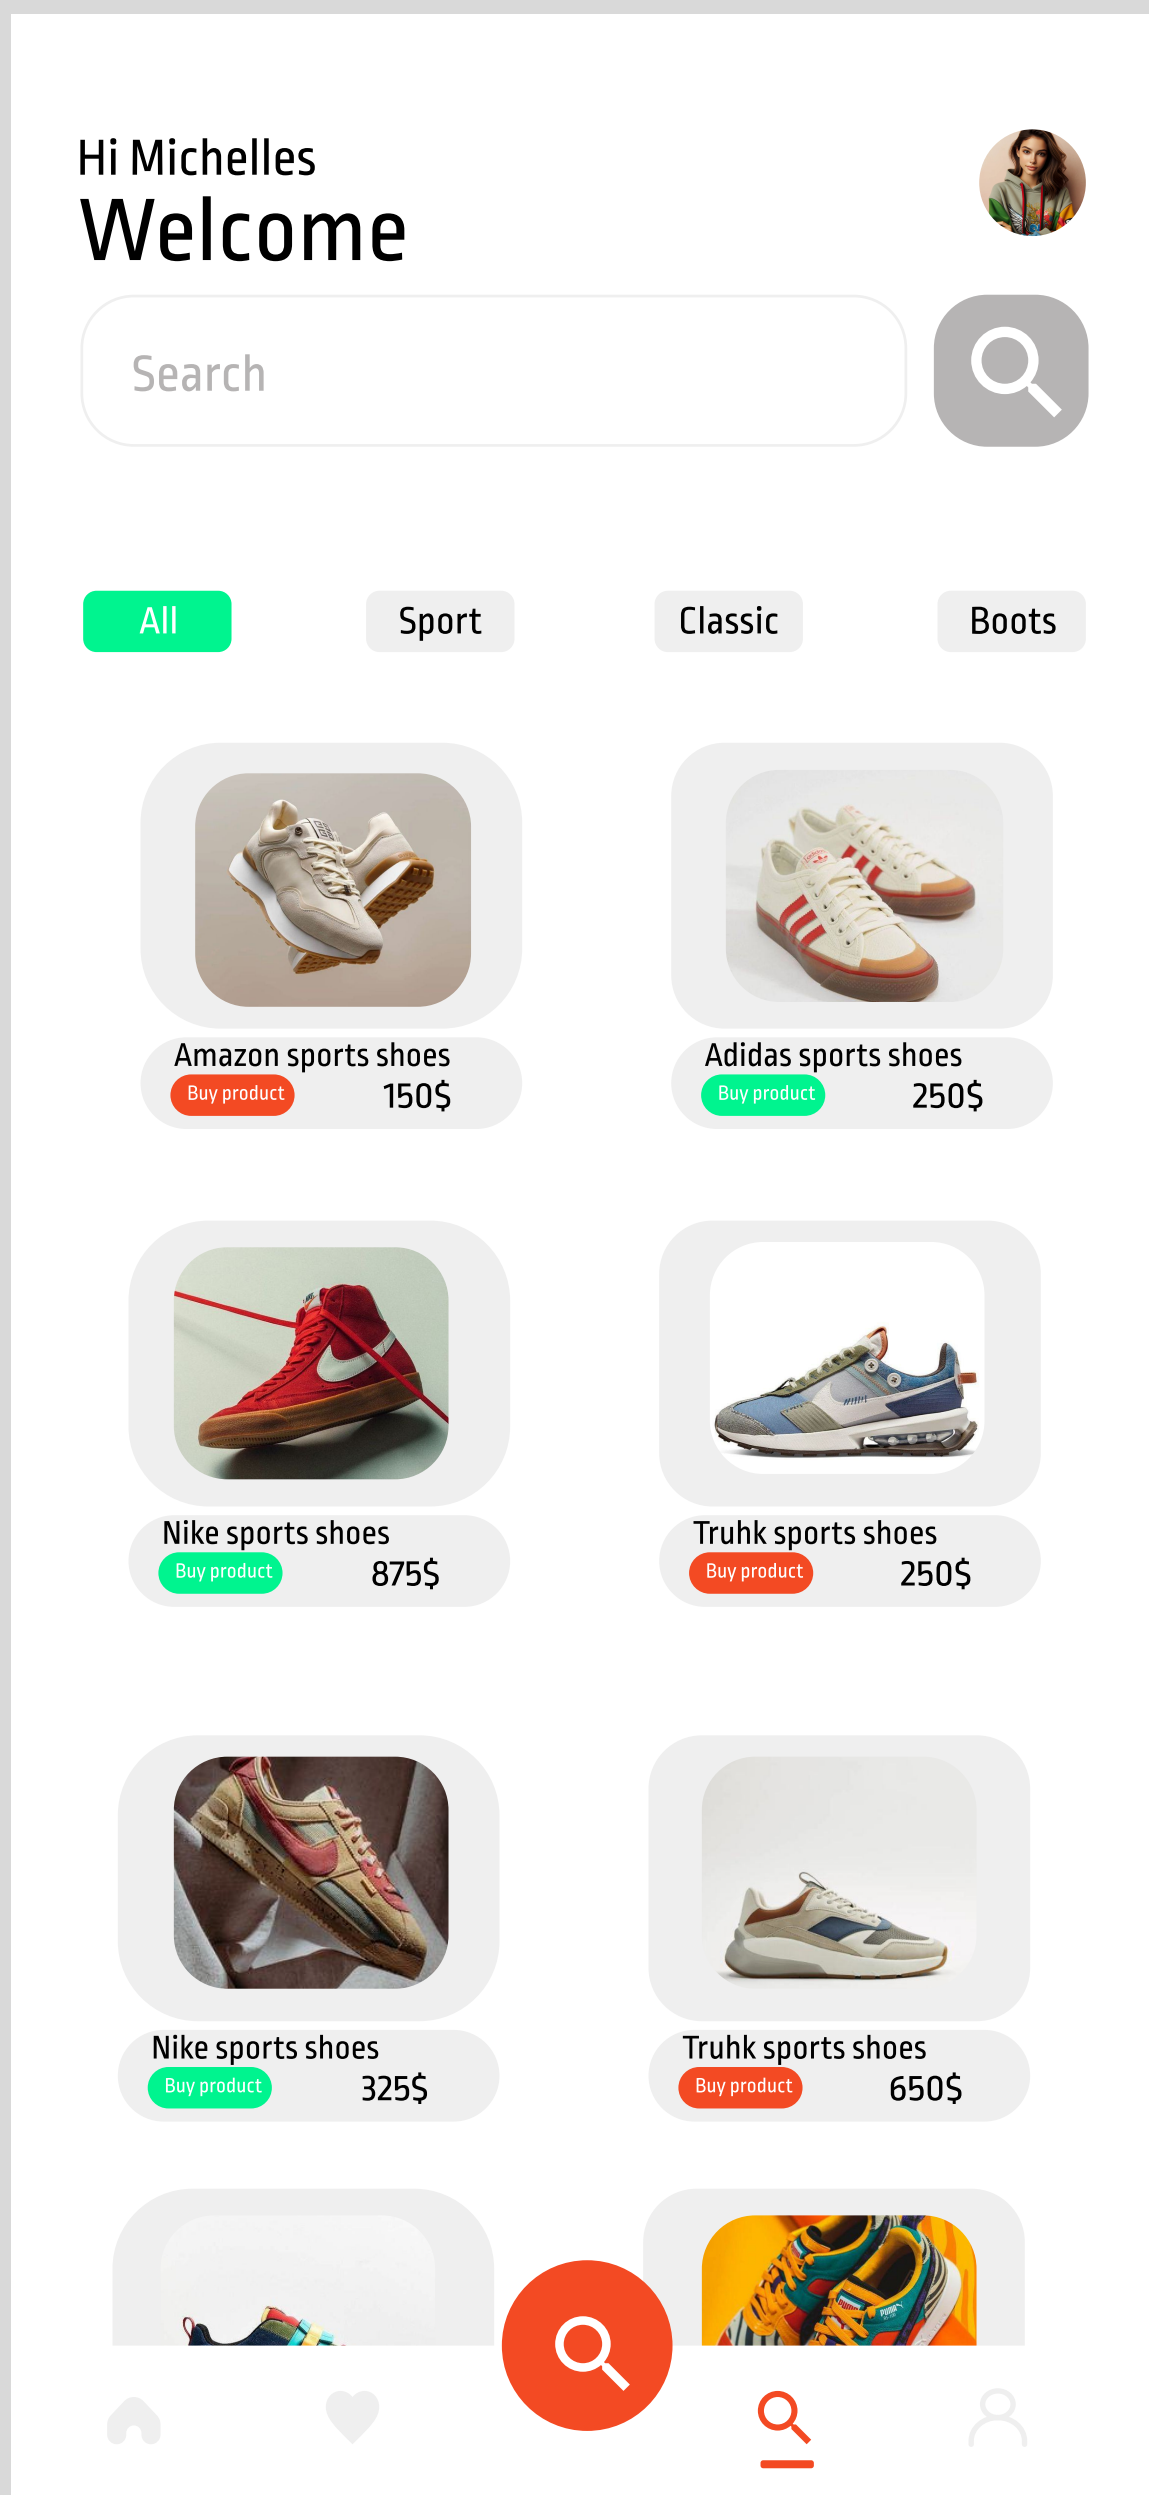 Hi Michelles
Welcome
Search
All Sport Classic Boots
Amazon sports shoes Adidas sports shoes
Buy product 150$ Buy product 250$
Nike sports shoes Truhk sports shoes
Buy product 875$ Buy product 250$
Nike sports shoes Truhk sports shoes
Buy product 325$ Buy product 650$
PUMA PUMA